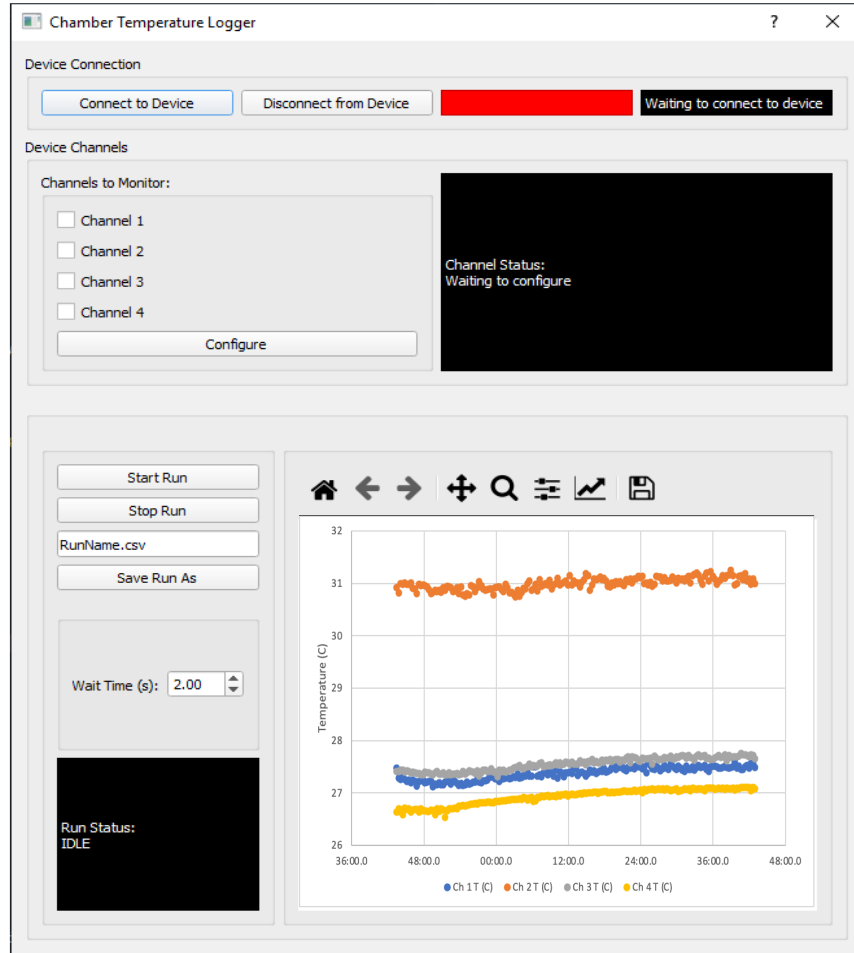 Chamber Temperature Logger ? ×
Device Connection
Connect to Device Disconnect from Device Waiting to connect to device
Device Channels
Channels to Monitor:
Channel 1
Channel 2
Channel 3
Channel 4
Configure
Channel Status:
Waiting to configure
Start Run
Stop Run
RunName.csv
Save Run As
Wait Time (s): 2.00
Run Status:
IDLE
Temperature (C)
32
31
30
29
28
27
26
36:00.0 48:00.0 00:00.0 12:00.0 24:00.0 36:00.0 48:00.0
Ch 1 T (C) Ch 2 T (C) Ch 3 T (C) Ch 4 T (C)